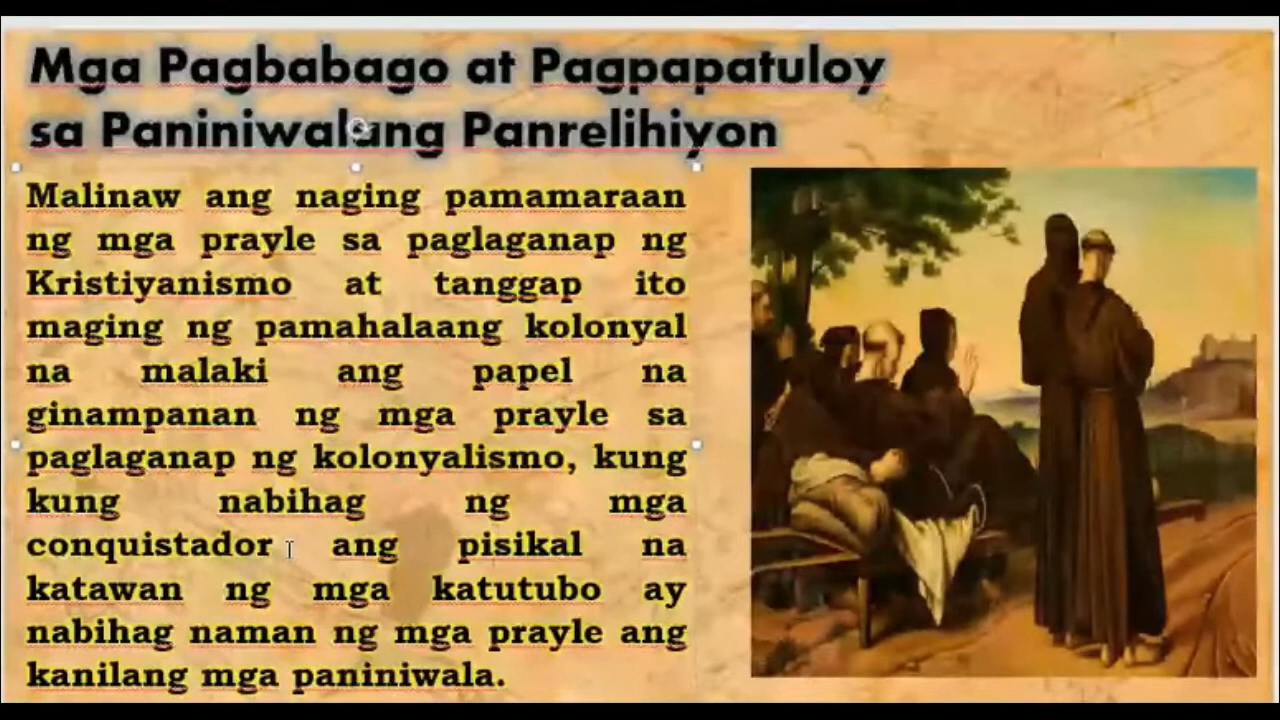 Mga Pagbabago at Pagpapatuloy
sa Paniniwalang Panrelihiyon
Malinaw ang naging pamamaraan
ng mga prayle sa paglaganap ng
Kristiyanismo at tanggap ito
maging ng pamahalaang kolonyal
na malaki ang papel na
ginampanan ng mga prayle sa
paglaganap ng kolonyalismo, kung
kung nabihag ng mga
conquistador ang pisikal na
katawan ng mga katutubo ay
nabihag naman ng mga prayle ang
kanilang mga paniniwala.